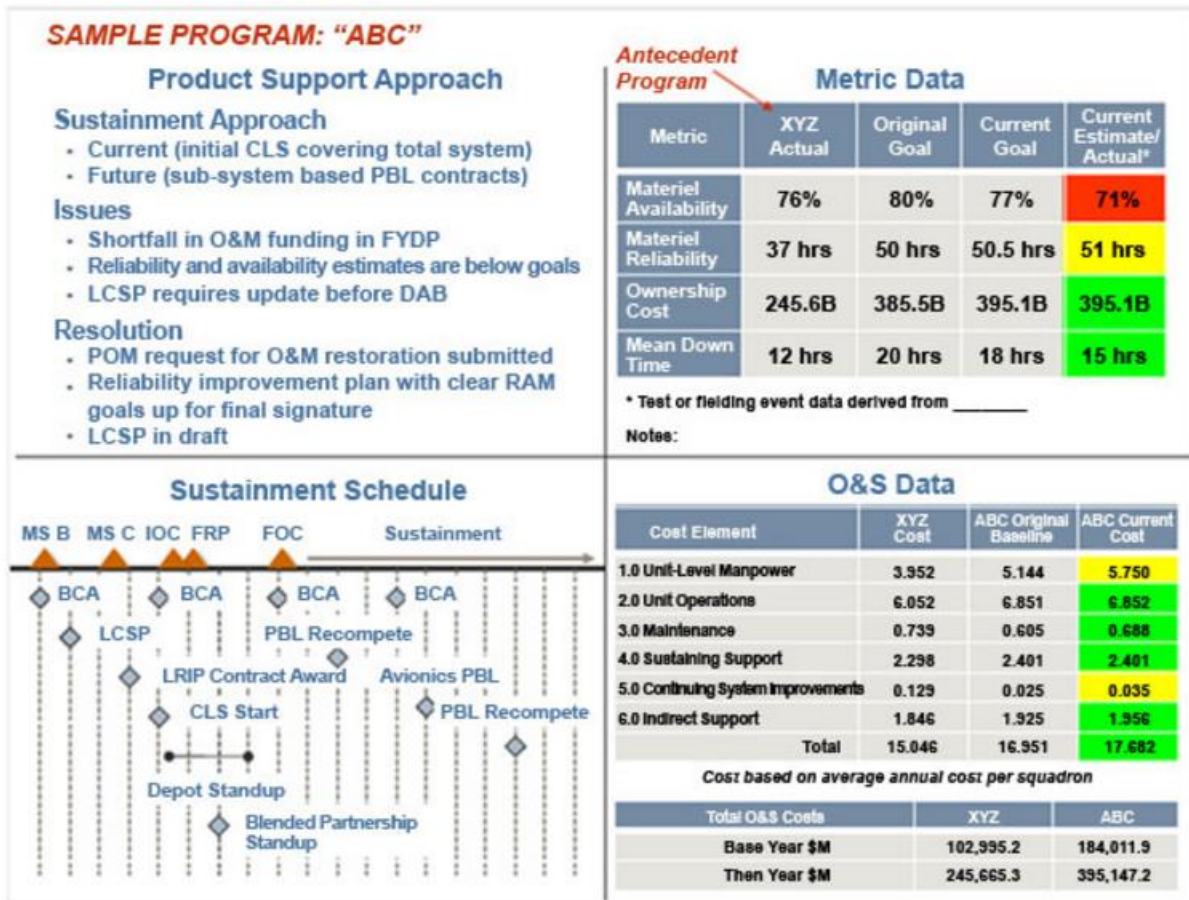 SAMPLE PROGRAM: “ABC”
Product Support Approach
Sustainment Approach
• Current (initial CLS covering total system)
• Future (sub-system based PBL contracts)
Issues
• Shortfall in O&M funding in FYDP
• Reliability and availability estimates are below goals
• LCSP requires update before DAB
Resolution
• POM request for O&M restoration submitted
• Reliability improvement plan with clear RAM
goals up for final signature
• LCSP in draft
Antecedent
Program
Metric Data
Metric XYZ Actual Original Goal Current Goal Current Estimate/ Actual*
Materiel Availability 76% 80% 77% 71%
Materiel Reliability 37 hrs 50 hrs 50.5 hrs 51 hrs
Ownership Cost 245.6B 385.5B 395.1B 395.1B
Mean Down Time 12 hrs 20 hrs 18 hrs 15 hrs
* Test or fielding event data derived from ________
Notes:
Sustainment Schedule
MS B MS C IOC FRP FOC Sustainment
BCA BCA BCA BCA
LCSP PBL Recompete
LRIP Contract Award Avionics PBL
CLS Start PBL Recompete
Depot Standup
Blended Partnership
Standup
O&S Data
Cost Element XYZ Cost ABC Original Baseline ABC Current Cost
1.0 Unit-Level Manpower 3.952 5.144 5.750
2.0 Unit Operations 6.052 6.851 6.852
3.0 Maintenance 0.739 0.605 0.688
4.0 Sustaining Support 2.298 2.401 2.401
5.0 Continuing System Improvements 0.129 0.025 0.035
6.0 Indirect Support 1.846 1.925 1.956
Total 15.046 16.951 17.682
Cost based on average annual cost per squadron
Total O&S Costs XYZ ABC
Base Year $M 102,995.2 184,011.9
Then Year $M 245,665.3 395,147.2